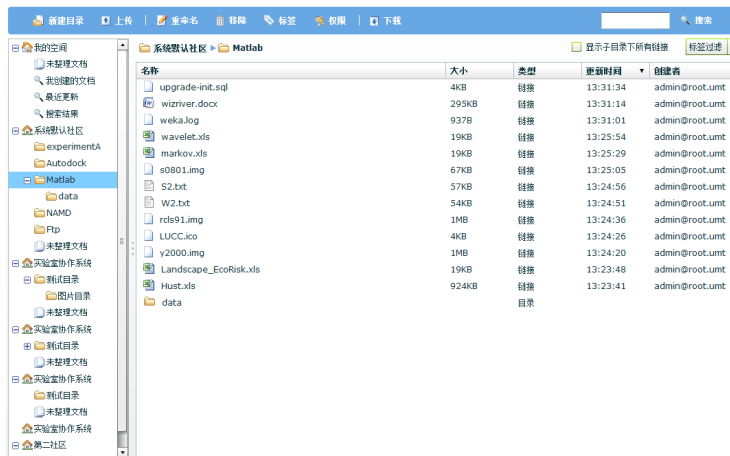 新建目录 上传 重命名 移除 标签 权限 下载 搜索
我的空间
未整理文档
我创建的文档
最近更新
搜索结果
系统默认社区
experimentA
Autodock
Matlab
data
NAMD
Ftp
未整理文档
实验室协作系统
测试目录
图片目录
未整理文档
实验室协作系统
测试目录
未整理文档
实验室协作系统
测试目录
未整理文档
实验室协作系统
第二社区
系统默认社区 Matlab 显示子目录下所有链接 标签过滤
名称 大小 类型 更新时间 创建者
upgrade-init.sql 4KB 链接 13:31:34 admin@root.umt
wizriver.docx 295KB 链接 13:31:14 admin@root.umt
weka.log 937B 链接 13:31:01 admin@root.umt
wavelet.xls 19KB 链接 13:25:54 admin@root.umt
markov.xls 19KB 链接 13:25:29 admin@root.umt
s0801.img 67KB 链接 13:25:05 admin@root.umt
S2.txt 57KB 链接 13:24:56 admin@root.umt
W2.txt 54KB 链接 13:24:51 admin@root.umt
rcls91.img 1MB 链接 13:24:36 admin@root.umt
LUCC.ico 4KB 链接 13:24:26 admin@root.umt
y2000.img 1MB 链接 13:24:20 admin@root.umt
Landscape_EcoRisk.xls 19KB 链接 13:23:48 admin@root.umt
Hust.xls 924KB 链接 13:23:41 admin@root.umt
data 目录